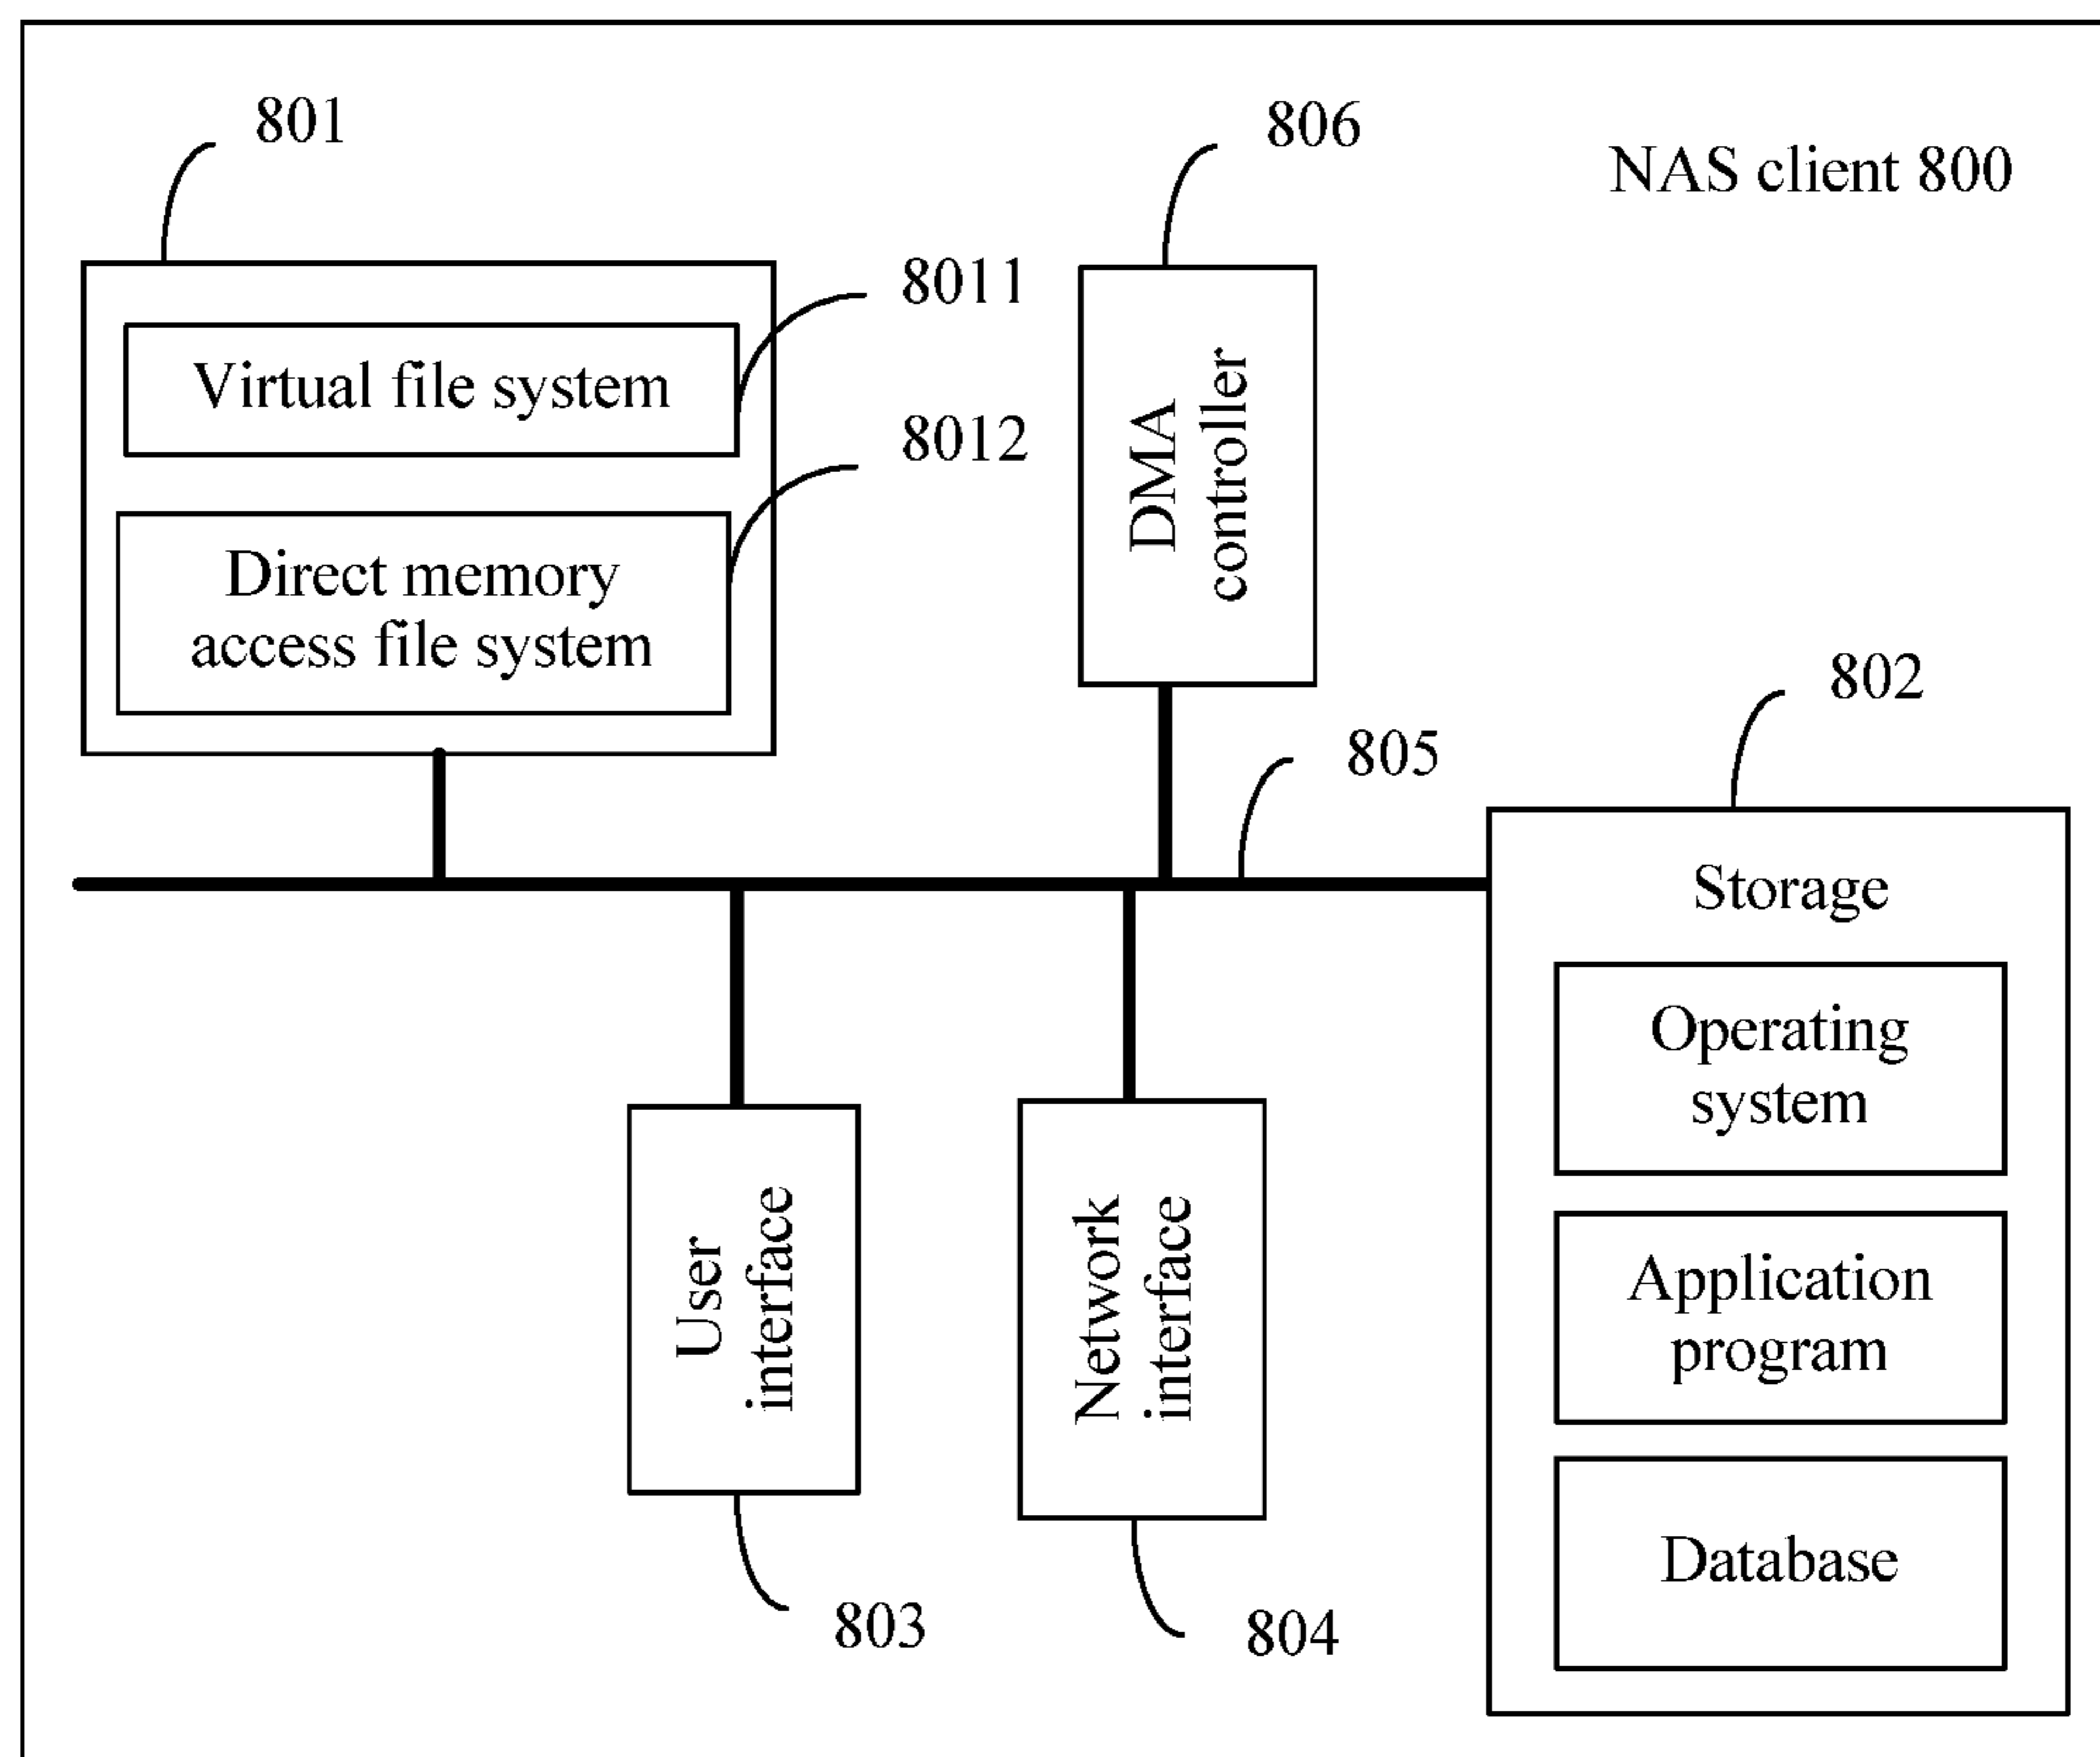 801
806
NAS client 800
8011
Virtual file system
8012
Direct memory
access file system
DMA
controller
802
805
Storage
Operating
system
Application
program
Database
User
interface
Network
interface
803
804